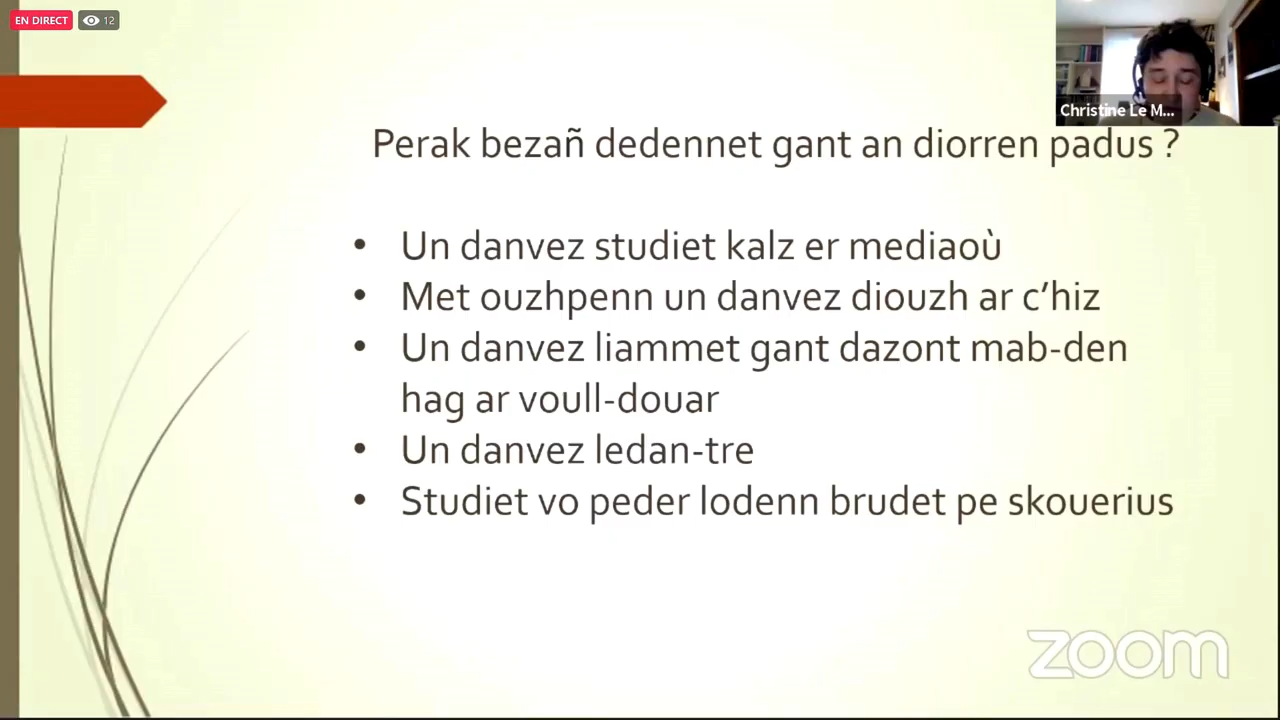 EN DIRECT
12
Christine Le M...
Perak bezañ dedennet gant an diorren padus ?
• Un danvez studiet kalz er mediaoù
• Met ouzhpenn un danvez diouzh ar c’hiz
• Un danvez liammet gant dazont mab-den
hag ar voull-douar
• Un danvez ledan-tre
• Studiet vo peder lodenn brudet pe skouerius
zoom